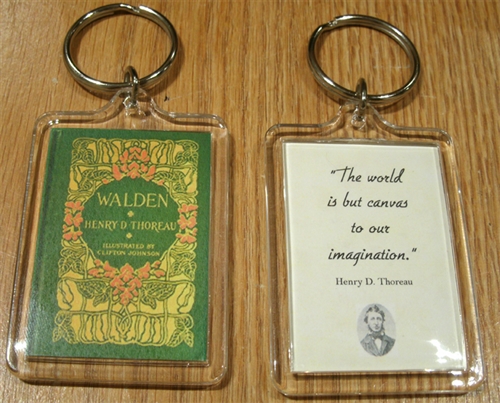 WALDEN
HENRY D THOREAU
ILLUSTRATED BY
CLIFTON JOHNSON
"The world
is but canvas
to our
imagination."
Henry D. Thoreau